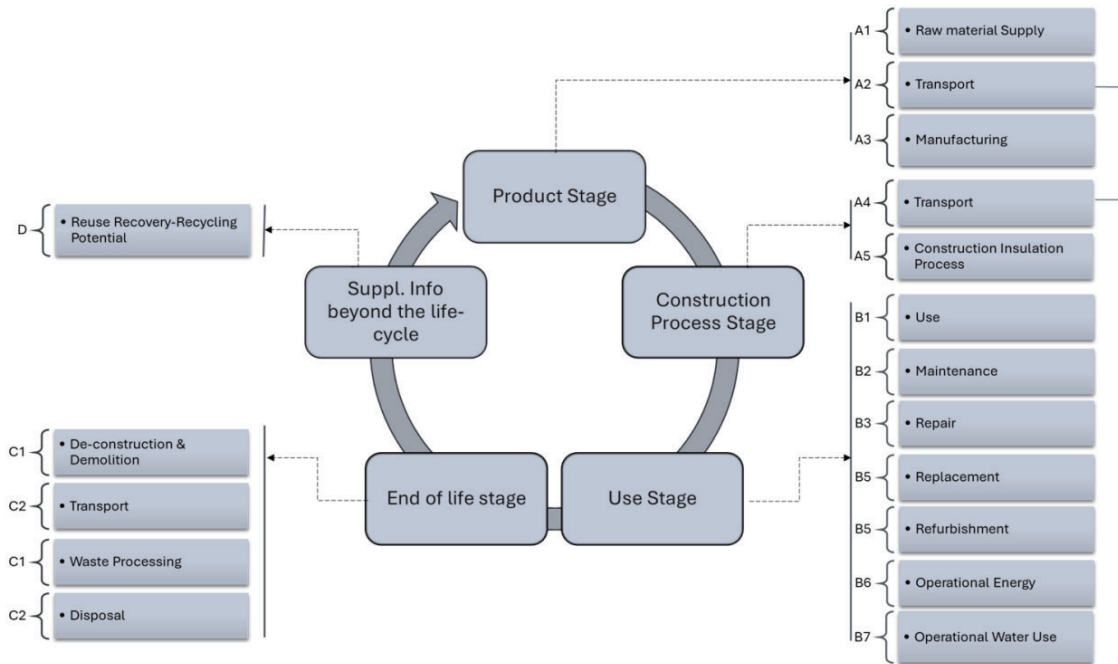 A1
• Raw material Supply
A2
• Transport
A3
• Manufacturing
Product Stage
A4
• Transport
A5
• Construction Insulation
Process
D
• Reuse Recovery-Recycling
Potential
Suppl. Info
beyond the life-
cycle
Construction
Process Stage
B1
• Use
B2
• Maintenance
B3
• Repair
B5
• Replacement
B5
• Refurbishment
B6
• Operational Energy
B7
• Operational Water Use
C1
• De-construction &
Demolition
C2
• Transport
C1
• Waste Processing
C2
• Disposal
End of life stage
Use Stage